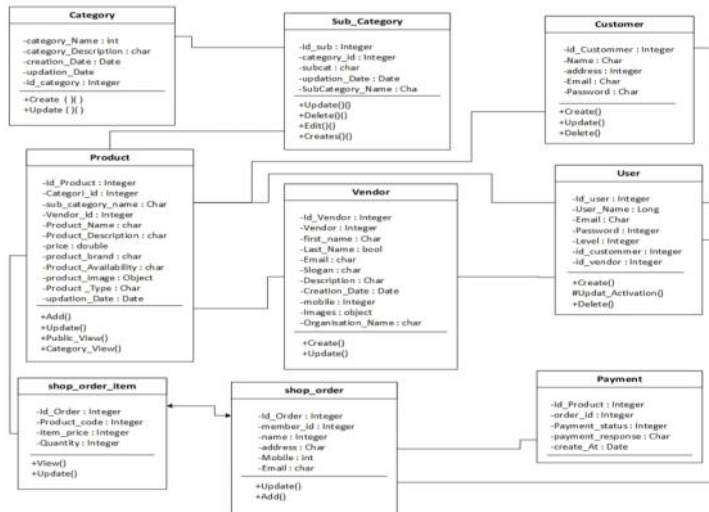 Category
-category_Name : int
-category_Description : char
-creation_Date : Date
-updation_Date
-id_category : Integer
+Create ( )( )
+Update ( )( )
Sub_Category
-id_sub : Integer
-category_id : Integer
-subcat : char
-updation_Date : Date
-SubCategory_Name : Cha
+Update()()
+Delete()()
+Edit()()
+Creates()()
Customer
-id_Custommer : Integer
-Name : Char
-address : Integer
-Email : Char
-Password : Char
+Create()
+Update()
+Delete()
Product
-id_Product : Integer
-Categori_id : Integer
-sub_category_name : Char
-Vendor_id : Integer
-Product_Name : char
-Product_Description : char
-price : double
-product_brand : char
-Product_Availability : char
-product_image : Object
-Product _Type : Char
-updation_Date : Date
+Add()
+Update()
+Public_View()
+Category_View()
Vendor
-Id_Vendor : Integer
-Vendor : Integer
-first_name : Char
-Last_Name : bool
-Email : char
-Slogan : char
-Description : Char
-Creation_Date : Date
-mobile : Integer
-Images : object
-Organisation_Name : char
+Create()
+Update()
User
-Id_user : Integer
-User_Name : Long
-Email : Char
-Password : Integer
-Level : Integer
-id_custommer : Integer
-id_vendor : Integer
+Create()
#Updat_Activation()
+Delete()
shop_order_item
-Id_Order : Integer
-Product_code : Integer
-Item_price : Integer
-Quantity : Integer
+View()
+Update()
shop_order
-Id_Order : Integer
-member_id : Integer
-name : Integer
-address : Char
-Mobile : int
-Email : char
+Update()
+Add()
Payment
-Id_Product : Integer
-order_id : Integer
-Payment_status : Integer
-payment_response : Char
-create_At : Date